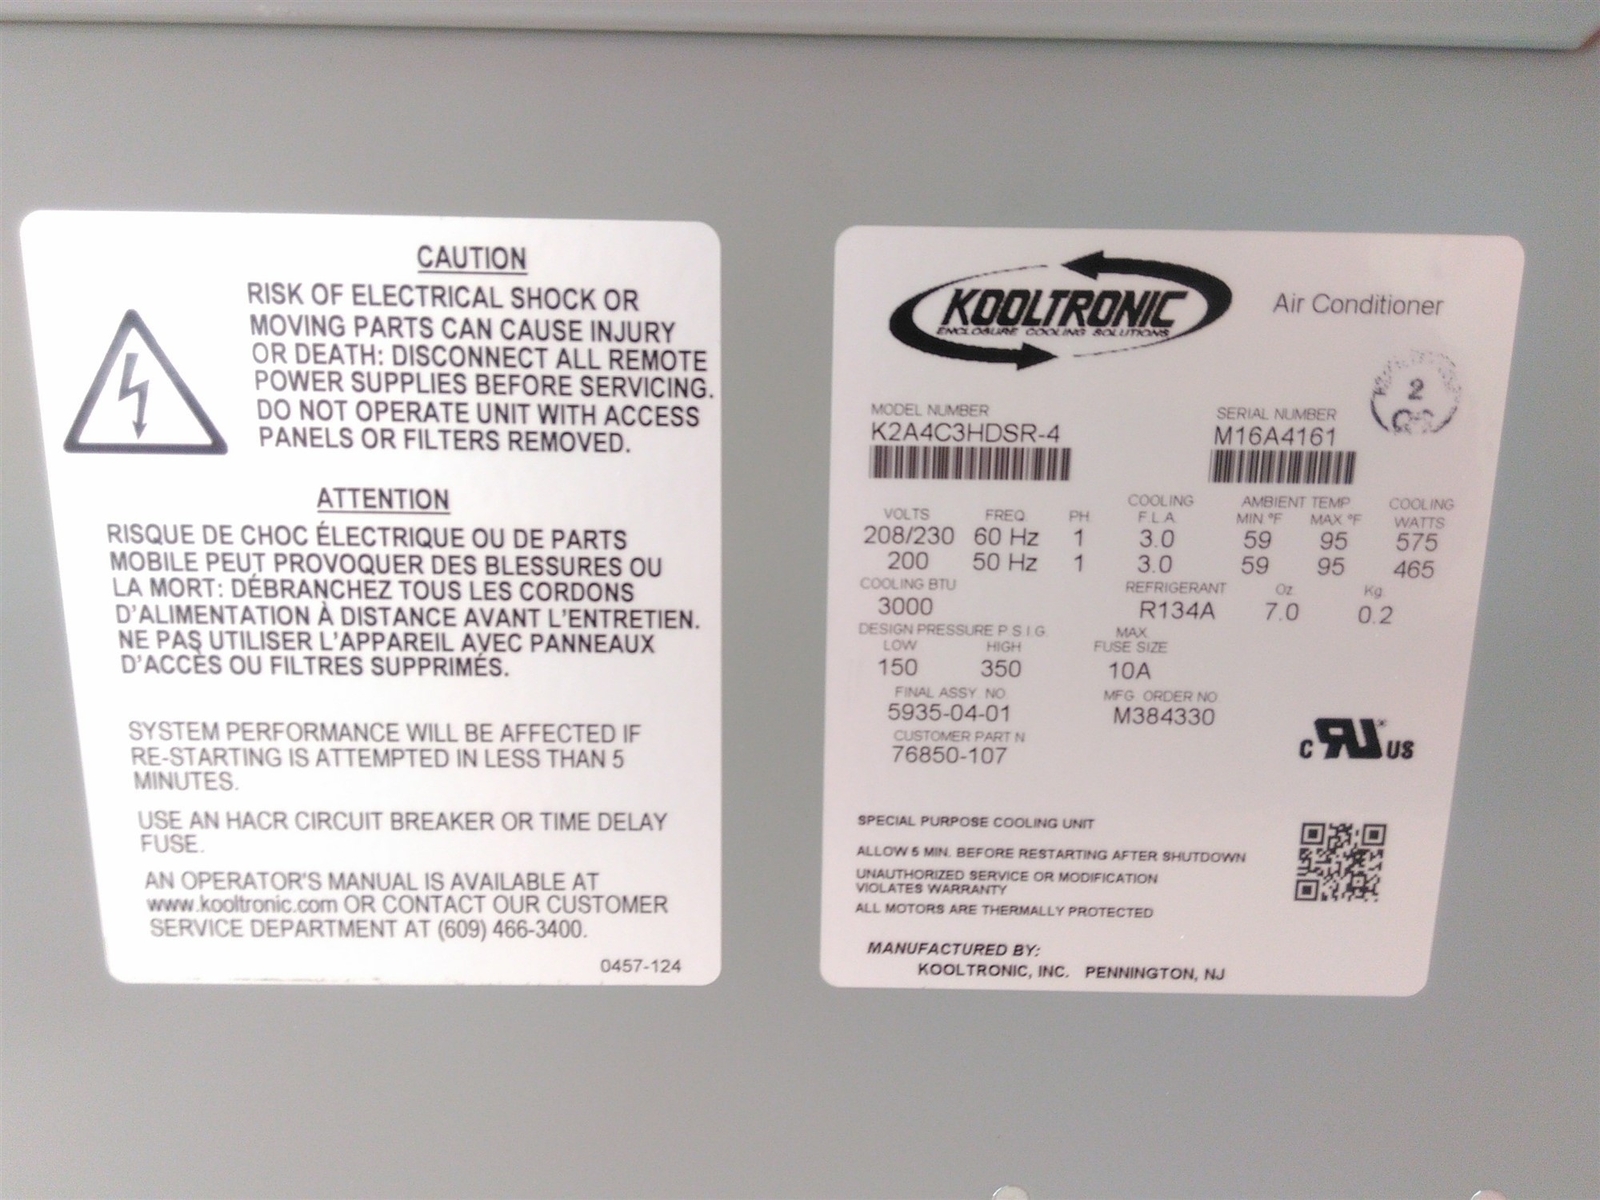 CAUTION
RISK OF ELECTRICAL SHOCK OR
MOVING PARTS CAN CAUSE INJURY
OR DEATH: DISCONNECT ALL REMOTE
POWER SUPPLIES BEFORE SERVICING.
DO NOT OPERATE UNIT WITH ACCESS
PANELS OR FILTERS REMOVED.
ATTENTION
RISQUE DE CHOC ÉLECTRIQUE OU DE PARTS
MOBILE PEUT PROVOQUER DES BLESSURES OU
LA MORT: DÉBRANCHEZ TOUS LES CORDONS
D'ALIMENTATION À DISTANCE AVANT L'ENTRETIEN.
NE PAS UTILISER L'APPAREIL AVEC PANNEAUX
D'ACCÈS OU FILTRES SUPPRIMÉS.
SYSTEM PERFORMANCE WILL BE AFFECTED IF
RE-STARTING IS ATTEMPTED IN LESS THAN 5
MINUTES.
USE AN HACR CIRCUIT BREAKER OR TIME DELAY
FUSE.
AN OPERATOR'S MANUAL IS AVAILABLE AT
www.kooltronic.com OR CONTACT OUR CUSTOMER
SERVICE DEPARTMENT AT (609) 466-3400.
0457-124
KOOLTRONIC
ENCLOSURE COOLING SOLUTIONS
Air Conditioner
2
MODEL NUMBER SERIAL NUMBER
K2A4C3HDSR-4 M16A4161
COOLING AMBIENT TEMP COOLING
VOLTS FREQ. PH F.L.A. MIN °F MAX °F WATTS
208/230 60 Hz 1 3.0 59 95 575
200 50 Hz 1 3.0 59 95 465
COOLING BTU REFRIGERANT Oz Kg
3000 R134A 7.0 0.2
DESIGN PRESSURE P.S.I.G. MAX.
LOW HIGH FUSE SIZE
150 350 10A
FINAL ASSY. NO. MFG. ORDER NO
5935-04-01 M384330
CUSTOMER PART N
76850-107
C RU US
SPECIAL PURPOSE COOLING UNIT
ALLOW 5 MIN. BEFORE RESTARTING AFTER SHUTDOWN
UNAUTHORIZED SERVICE OR MODIFICATION
VIOLATES WARRANTY
ALL MOTORS ARE THERMALLY PROTECTED
MANUFACTURED BY:
KOOLTRONIC, INC. PENNINGTON, NJ